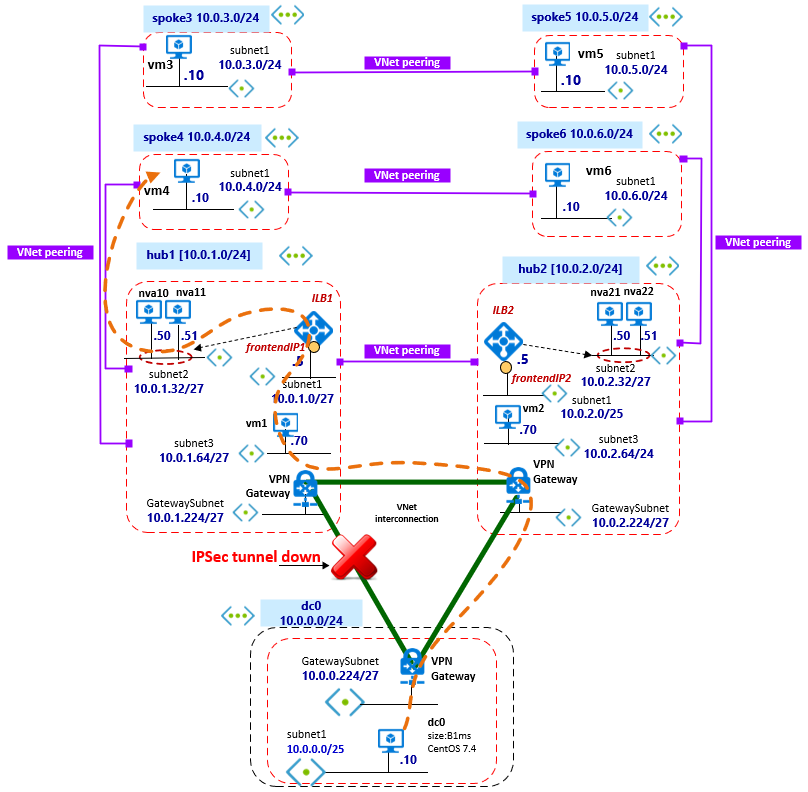 spoke3 10.0.3.0/24
spoke5 10.0.5.0/24
vm3
subnet1
10.0.3.0/24
.10
VNet peering
vm5
subnet1
10.0.5.0/24
.10
spoke4 10.0.4.0/24
spoke6 10.0.6.0/24
vm4
subnet1
10.0.4.0/24
.10
VNet peering
vm6
subnet1
10.0.6.0/24
.10
VNet peering
VNet peering
hub1 [10.0.1.0/24]
hub2 [10.0.2.0/24]
nva10
nva11
.50
.51
ILB1
frontendIP1
.5
subnet2
10.0.1.32/27
subnet1
10.0.1.0/27
vm1
.70
subnet3
10.0.1.64/27
VPN
Gateway
GatewaySubnet
10.0.1.224/27
VNet peering
ILB2
.5
frontendIP2
nva21
nva22
.50
.51
subnet2
10.0.2.32/27
subnet1
10.0.2.0/25
vm2
.70
subnet3
10.0.2.64/24
VPN
Gateway
GatewaySubnet
10.0.2.224/27
VNet
interconnection
IPSec tunnel down
dc0
10.0.0.0/24
GatewaySubnet
10.0.0.224/27
VPN
Gateway
subnet1
10.0.0.0/25
dc0
size:B1ms
CentOS 7.4
.10